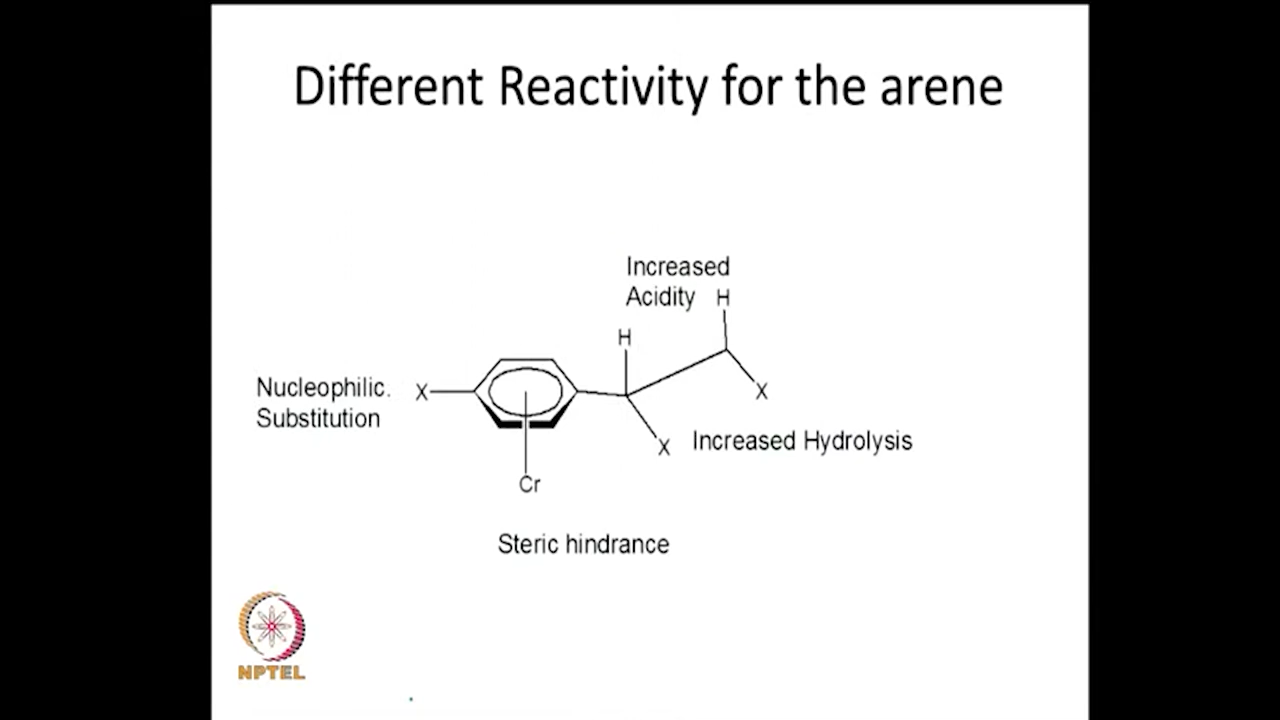 Different Reactivity for the arene
Increased
Acidity H
H
Nucleophilic. X
Substitution
X
X Increased Hydrolysis
Cr
Steric hindrance
NPTEL